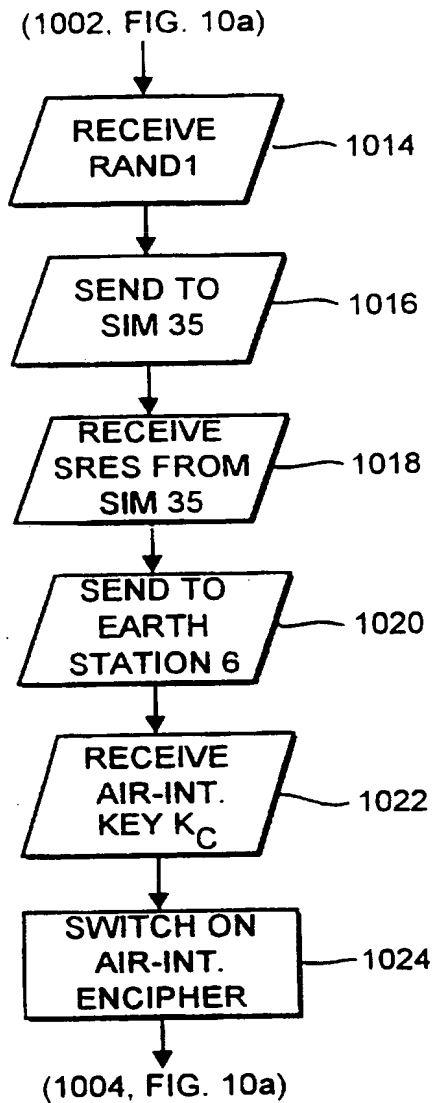 (1002, FIG. 10a)
RECEIVE
RAND1
1014
SEND TO
SIM 35
1016
RECEIVE
SRES FROM
SIM 35
1018
SEND TO
EARTH
STATION 6
1020
RECEIVE
AIR-INT.
KEY KC
1022
SWITCH ON
AIR-INT.
ENCIPHER
1024
(1004, FIG. 10a)